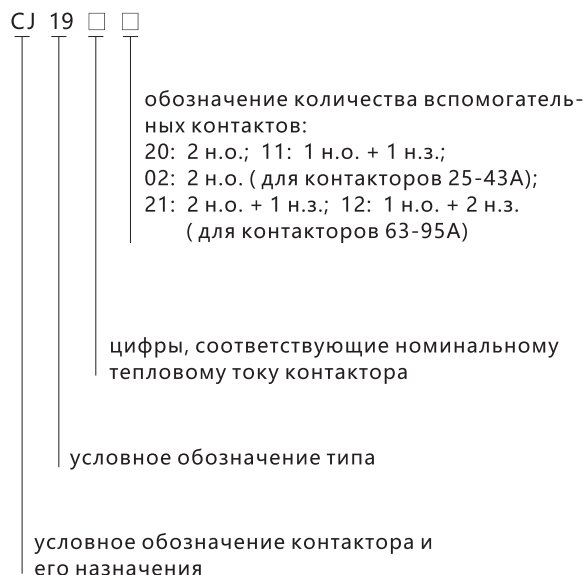 CJ 19 □ □
обозначение количества вспомогатель-
ных контактов:
20: 2 н.о.; 11: 1 н.о. + 1 н.з.;
02: 2 н.о. ( для контакторов 25-43А);
21: 2 н.о. + 1 н.з.; 12: 1 н.о. + 2 н.з.
( для контакторов 63-95А)
цифры, соответствующие номинальному
тепловому току контактора
условное обозначение типа
условное обозначение контактора и
его назначения